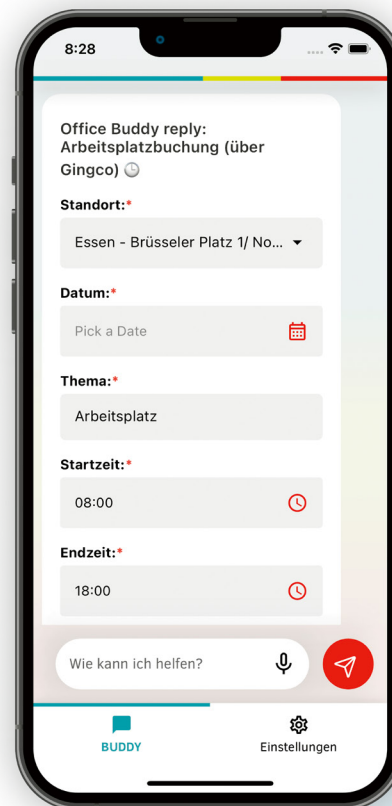 8:28
Office Buddy reply:
Arbeitsplatzbuchung (über
Gingco) 🕒
Standort:*
Essen - Brüsseler Platz 1/ No...
Datum:*
Pick a Date
Thema:*
Arbeitsplatz
Startzeit:*
08:00
Endzeit:*
18:00
Wie kann ich helfen?
BUDDY
Einstellungen